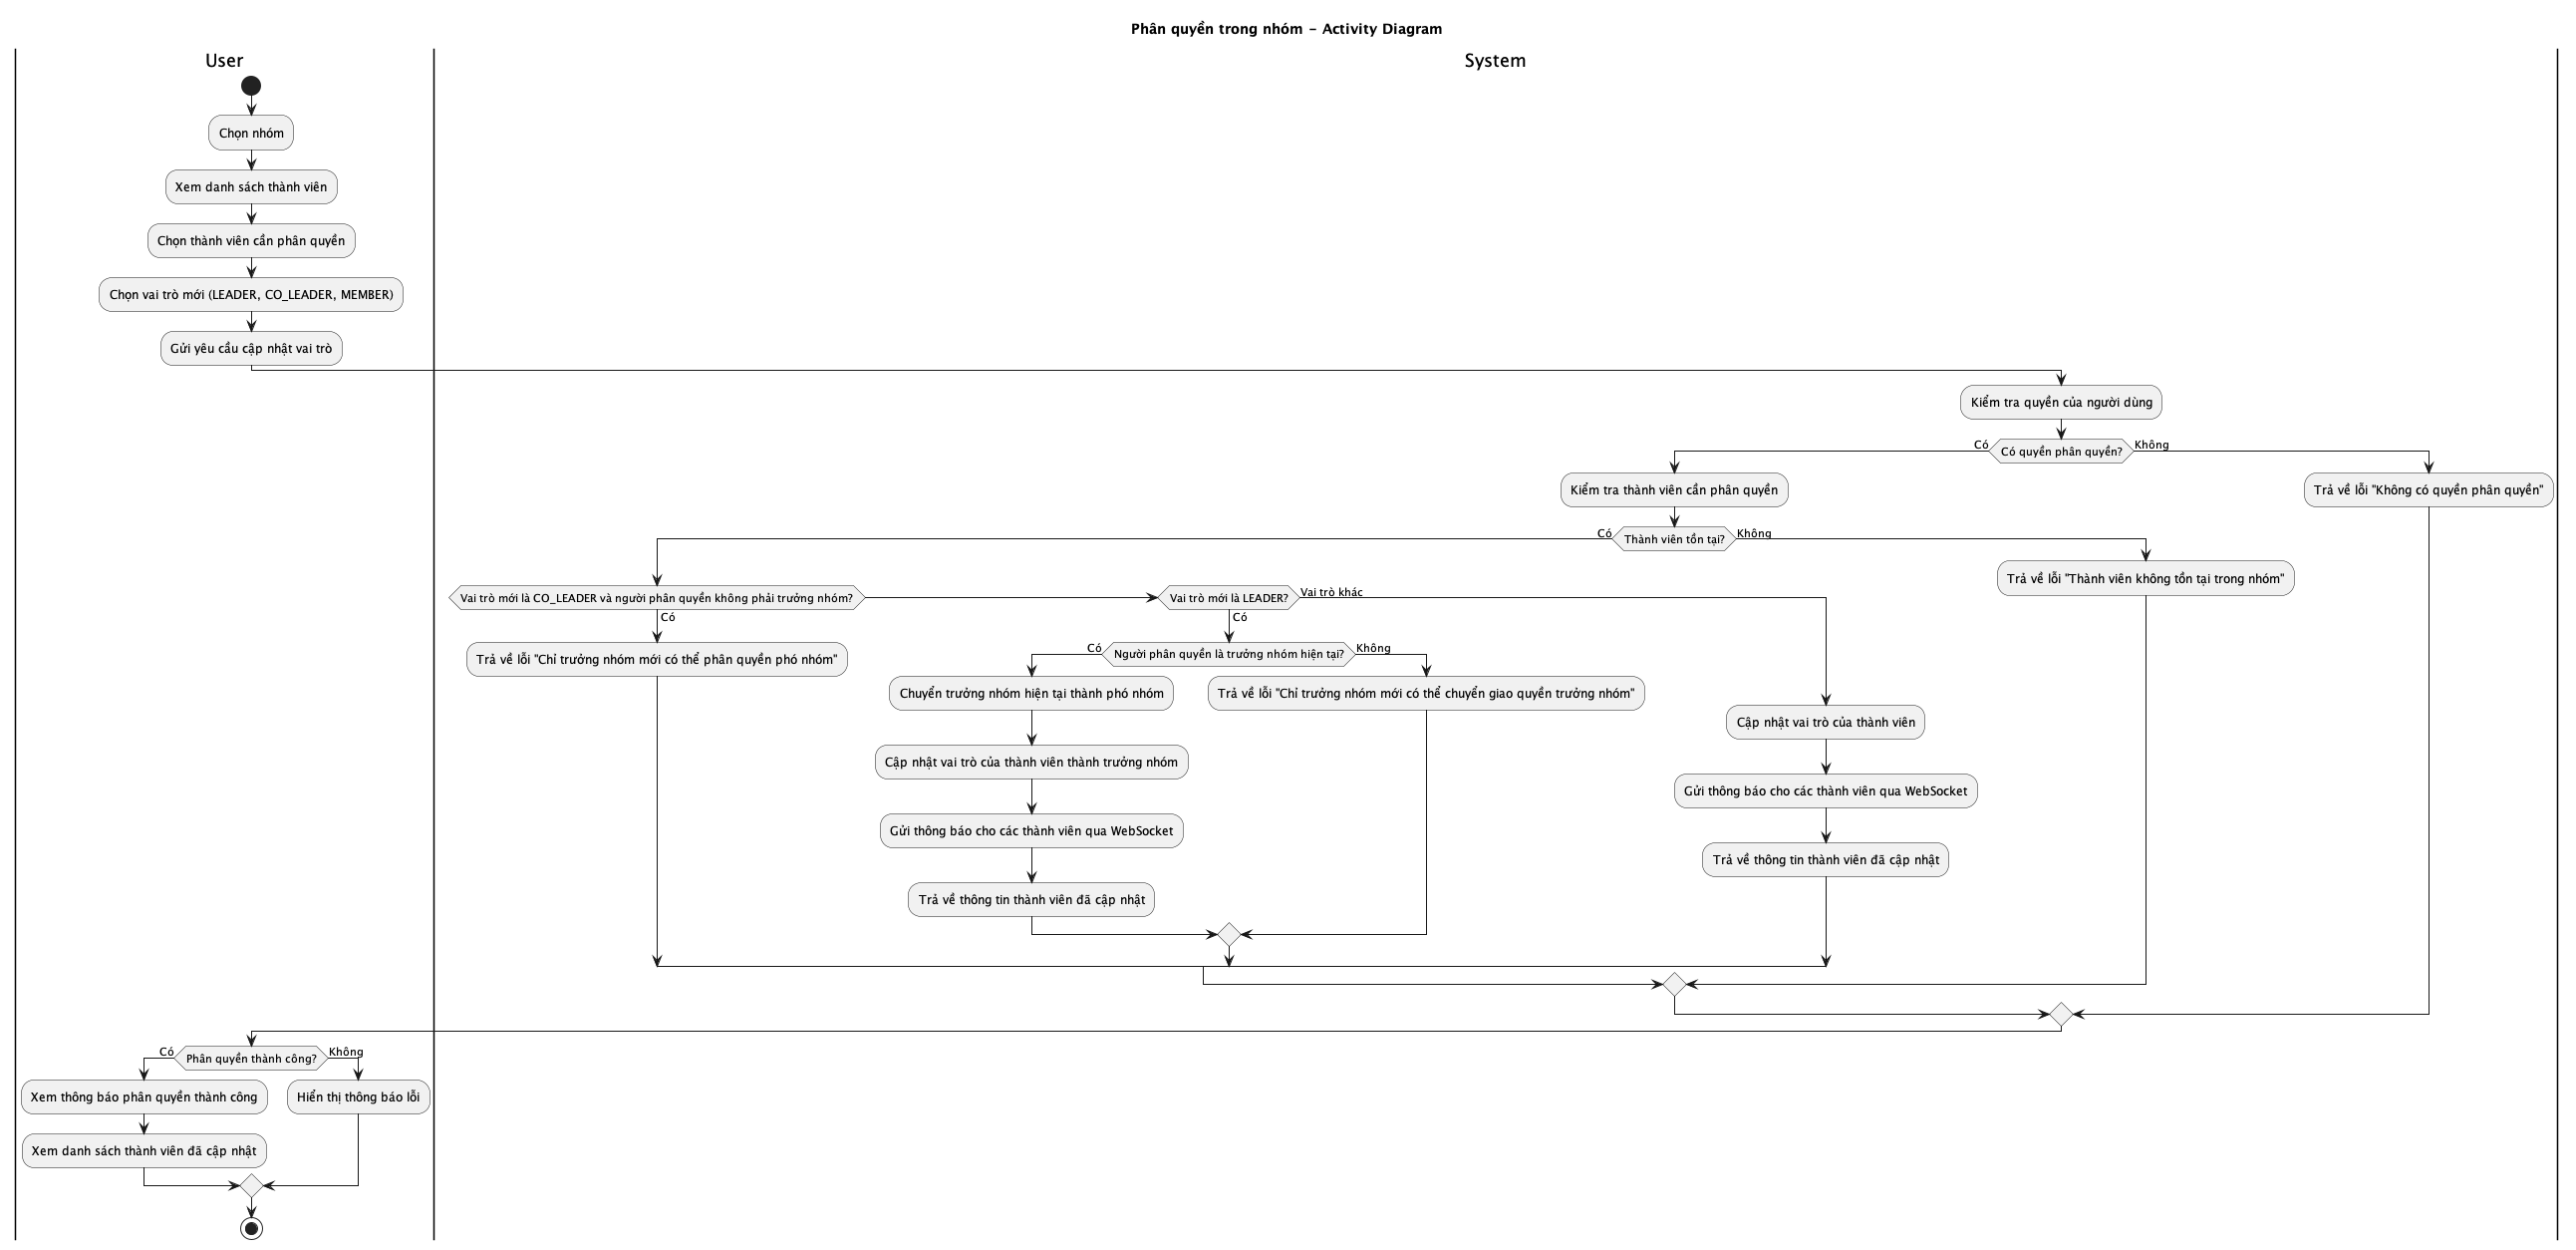 Phân quyền trong nhóm - Activity Diagram
User
System
Chọn nhóm
Xem danh sách thành viên
Chọn thành viên cần phân quyền
Chọn vai trò mới (LEADER, CO_LEADER, MEMBER)
Gửi yêu cầu cập nhật vai trò
Kiểm tra quyền của người dùng
Có
Có quyền phân quyền?
Không
Kiểm tra thành viên cần phân quyền
Trả về lỗi "Không có quyền phân quyền"
Có
Thành viên tồn tại?
Không
Trả về lỗi "Thành viên không tồn tại trong nhóm"
Vai trò mới là CO_LEADER và người phân quyền không phải trưởng nhóm?
Vai trò mới là LEADER?
Vai trò khác
Có
Có
Trả về lỗi "Chỉ trưởng nhóm mới có thể phân quyền phó nhóm"
Có
Người phân quyền là trưởng nhóm hiện tại?
Không
Chuyển trưởng nhóm hiện tại thành phó nhóm
Trả về lỗi "Chỉ trưởng nhóm mới có thể chuyển giao quyền trưởng nhóm"
Cập nhật vai trò của thành viên
Cập nhật vai trò của thành viên thành trưởng nhóm
Gửi thông báo cho các thành viên qua WebSocket
Gửi thông báo cho các thành viên qua WebSocket
Trả về thông tin thành viên đã cập nhật
Trả về thông tin thành viên đã cập nhật
Có
Phân quyền thành công?
Không
Xem thông báo phân quyền thành công
Hiển thị thông báo lỗi
Xem danh sách thành viên đã cập nhật